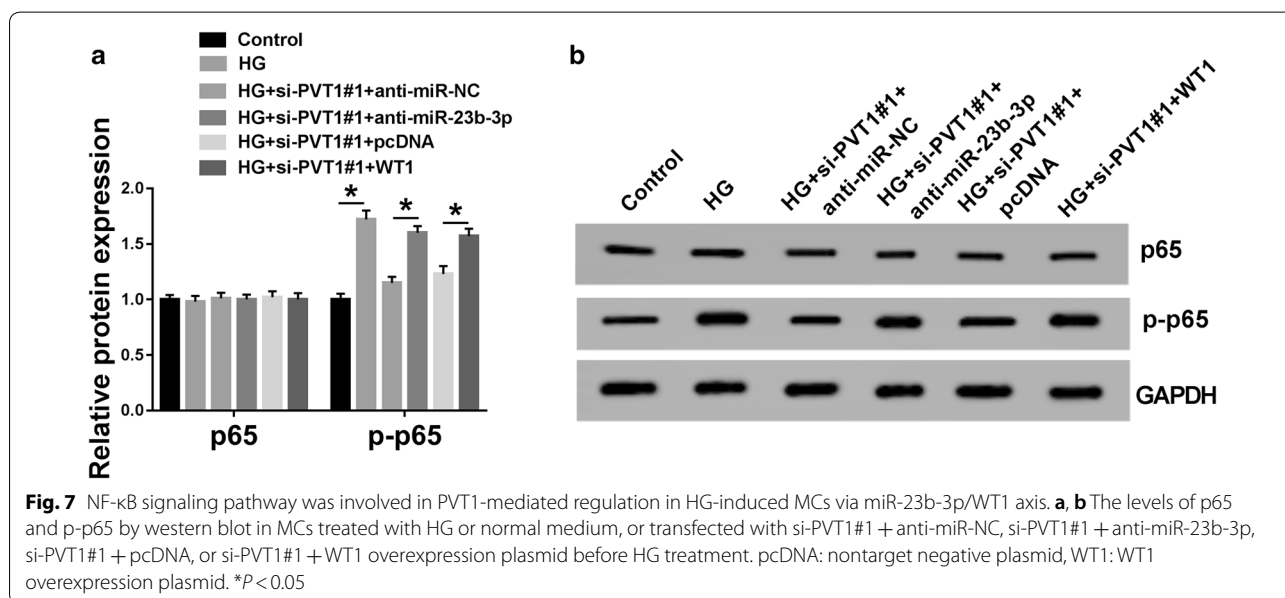 a
Control
HG
HG+si-PVT1#1+anti-miR-NC
HG+si-PVT1#1+anti-miR-23b-3p
HG+si-PVT1#1+pcDNA
HG+si-PVT1#1+WT1
Relative protein expression
2.0
1.5
1.0
0.5
0.0
*
*
*
p65
p-p65
b
Control
HG
HG+si-PVT1#1+
anti-miR-NC
HG+si-PVT1#1+
anti-miR-23b-3p
HG+si-PVT1#1+
pcDNA
HG+si-PVT1#1+WT1
p65
p-p65
GAPDH
Fig. 7 NF-κB signaling pathway was involved in PVT1-mediated regulation in HG-induced MCs via miR-23b-3p/WT1 axis. a, b The levels of p65
and p-p65 by western blot in MCs treated with HG or normal medium, or transfected with si-PVT1#1 + anti-miR-NC, si-PVT1#1 + anti-miR-23b-3p,
si-PVT1#1 + pcDNA, or si-PVT1#1 + WT1 overexpression plasmid before HG treatment. pcDNA: nontarget negative plasmid, WT1: WT1
overexpression plasmid. *P < 0.05